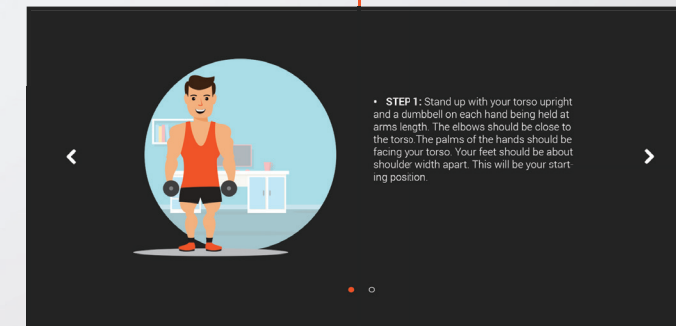 • STEP 1: Stand up with your torso upright
and a dumbbell on each hand being held at
arms length. The elbows should be close to
the torso.The palms of the hands should be
facing your torso. Your feet should be about
shoulder width apart. This will be your start-
ing position.